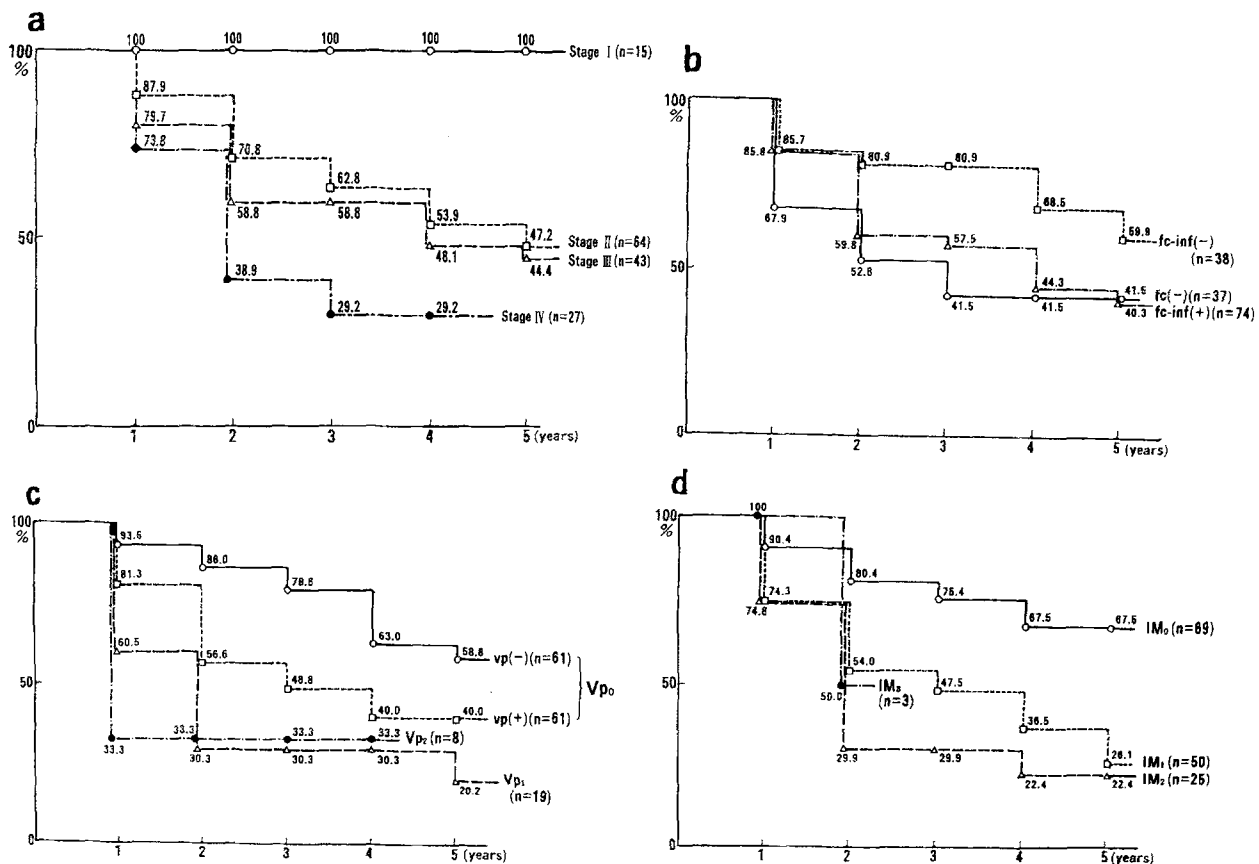 a
100
%
50
0
100 100 100 100 100
Stage I (n=15)
87.9
70.8
62.8
53.9
47.2
Stage II (n=64)
79.7
58.8
58.8
48.1
44.4
Stage III (n=43)
73.8
38.9
29.2
29.2
Stage IV (n=27)
1 2 3 4 5 (years)
b
100
%
50
0
85.7
80.9
80.9
68.5
59.9
fc-inf(-)
(n=38)
85.8
59.8
57.5
44.3
40.3
fc-inf(+)(n=74)
67.9
52.8
41.5
41.5
41.5
fc(-)(n=37)
1 2 3 4 5 (years)
c
100
%
50
0
93.6
86.0
78.8
63.0
58.8
vp(-)(n=61)
81.3
56.6
48.8
40.0
40.0
vp(+)(n=61)
Vp₀
33.3
33.3
33.3
33.3
Vp₂(n=8)
60.5
30.3
30.3
30.3
20.2
Vp₁
(n=19)
1 2 3 4 5 (years)
d
100
%
50
0
100
50.0
IM₃
(n=3)
90.4
80.4
75.4
67.5
67.5
IM₀(n=69)
74.3
54.0
47.5
36.5
26.1
IM₁(n=50)
74.8
29.9
29.9
22.4
22.4
IM₂(n=25)
1 2 3 4 5 (years)